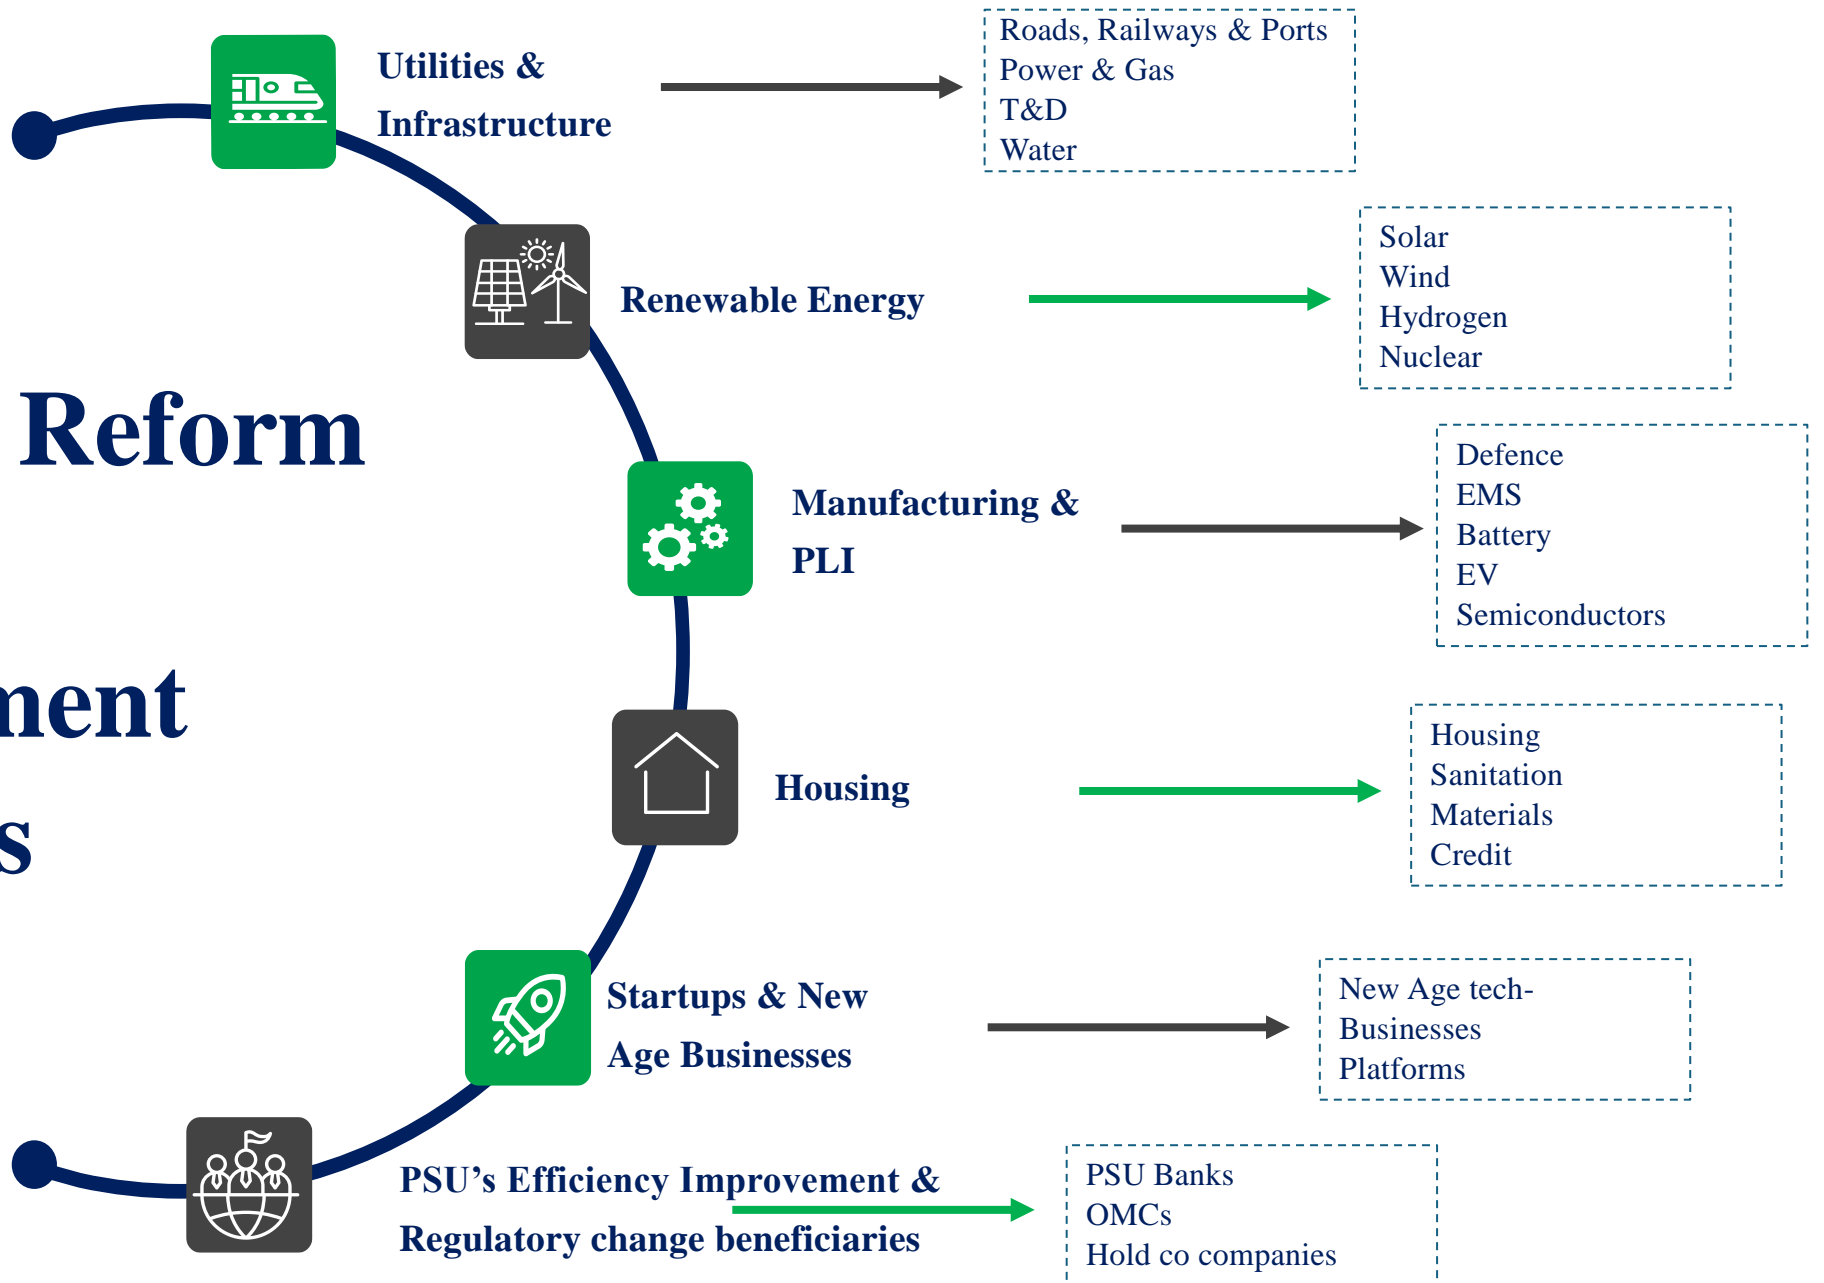 Utilities &
Infrastructure
Roads, Railways & Ports
Power & Gas
T&D
Water
Renewable Energy
Solar
Wind
Hydrogen
Nuclear
Reform
Manufacturing &
PLI
Defence
EMS
Battery
EV
Semiconductors
ment
s
Housing
Housing
Sanitation
Materials
Credit
Startups & New
Age Businesses
New Age tech-
Businesses
Platforms
PSU’s Efficiency Improvement &
Regulatory change beneficiaries
PSU Banks
OMCs
Hold co companies